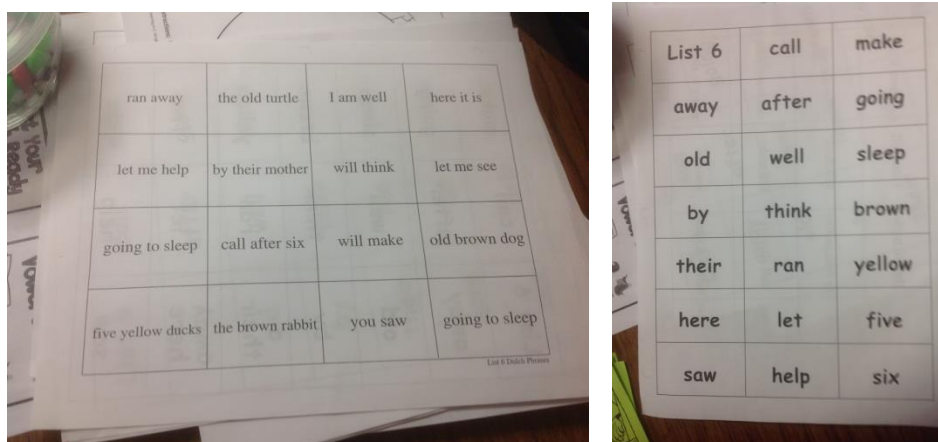 ran away the old turtle I am well here it is
let me help by their mother will think let me see
going to sleep call after six will make old brown dog
five yellow ducks the brown rabbit you saw going to sleep
List 6 Dolch Phrases
List 6 call make
away after going
old well sleep
by think brown
their ran yellow
here let five
saw help six